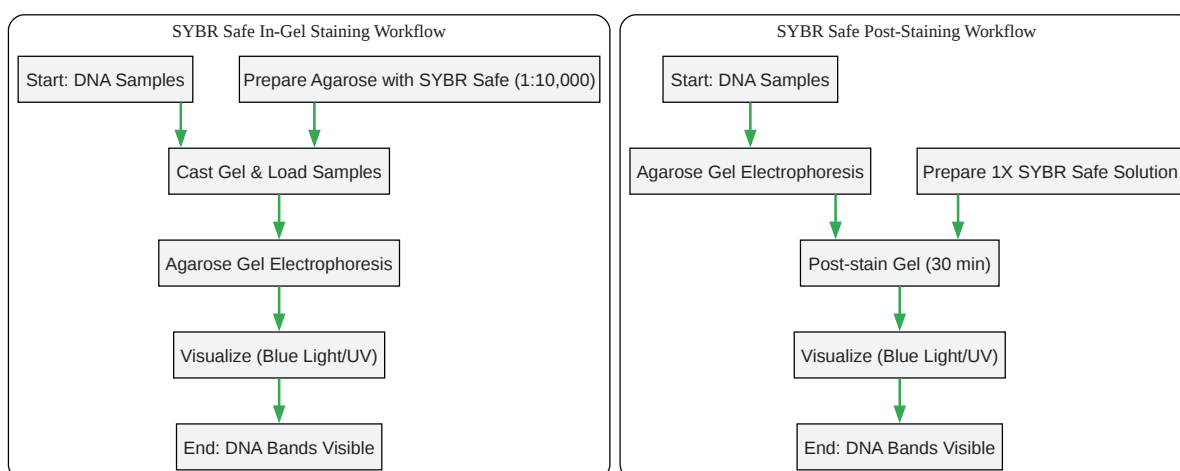 SYBR Safe In-Gel Staining Workflow
Start: DNA Samples
Prepare Agarose with SYBR Safe (1:10,000)
Cast Gel & Load Samples
Agarose Gel Electrophoresis
Visualize (Blue Light/UV)
End: DNA Bands Visible
SYBR Safe Post-Staining Workflow
Start: DNA Samples
Agarose Gel Electrophoresis
Prepare 1X SYBR Safe Solution
Post-stain Gel (30 min)
Visualize (Blue Light/UV)
End: DNA Bands Visible